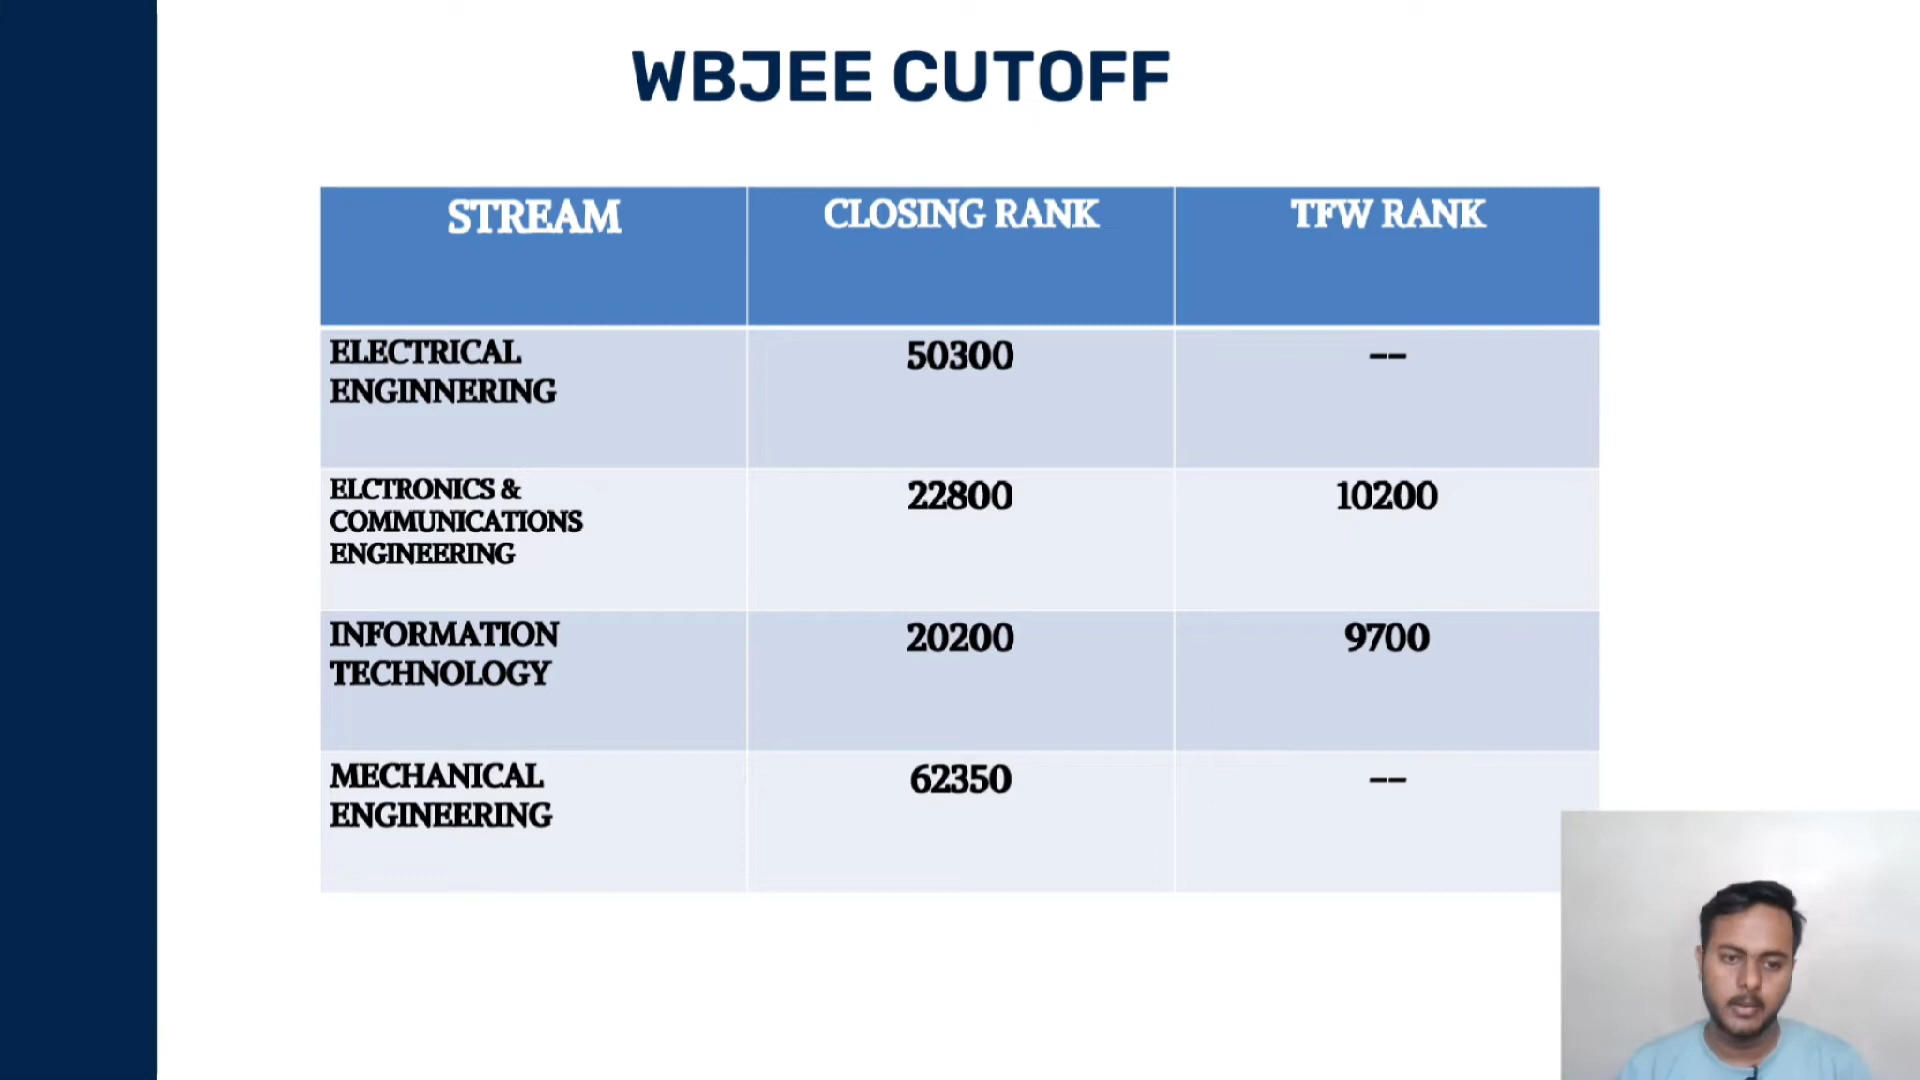 WBJEE CUTOFF
STREAM CLOSING RANK TFW RANK
ELECTRICAL
ENGINNERING
50300 --
ELCTRONICS &
COMMUNICATIONS
ENGINEERING
22800 10200
INFORMATION
TECHNOLOGY
20200 9700
MECHANICAL
ENGINEERING
62350 --